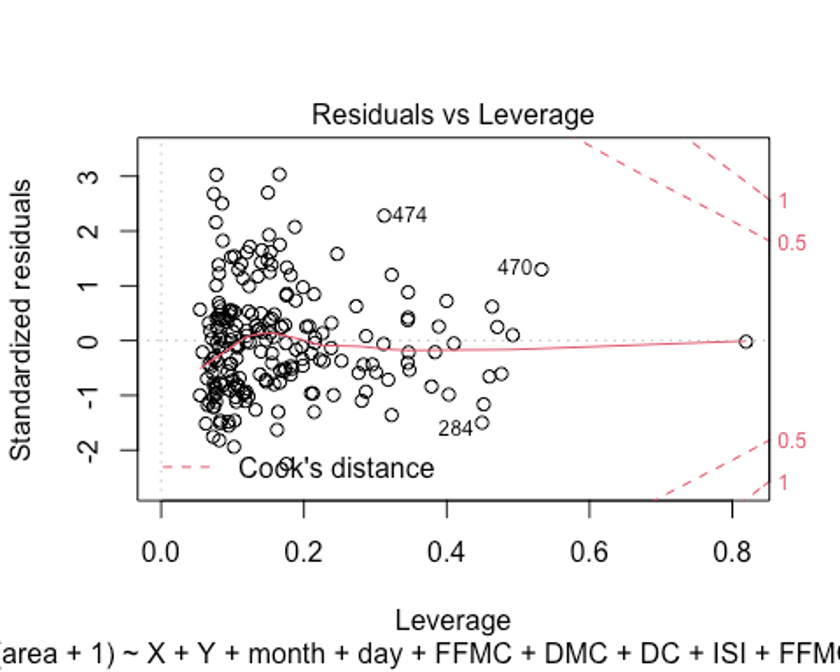 Residuals vs Leverage
Standardized residuals
3
2
1
0
-1
-2
474
470
284
1
0.5
0.5
1
Cook's distance
0.0 0.2 0.4 0.6 0.8
Leverage
(area + 1) ~ X + Y + month + day + FFMC + DMC + DC + ISI + FFM